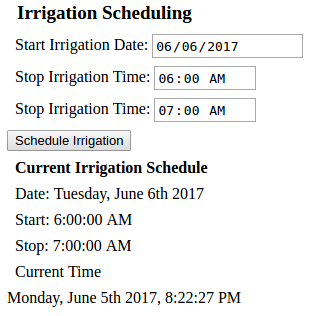 Irrigation Scheduling
Start Irrigation Date: 06/06/2017
Stop Irrigation Time: 06:00 AM
Stop Irrigation Time: 07:00 AM
Schedule Irrigation
Current Irrigation Schedule
Date: Tuesday, June 6th 2017
Start: 6:00:00 AM
Stop: 7:00:00 AM
Current Time
Monday, June 5th 2017, 8:22:27 PM